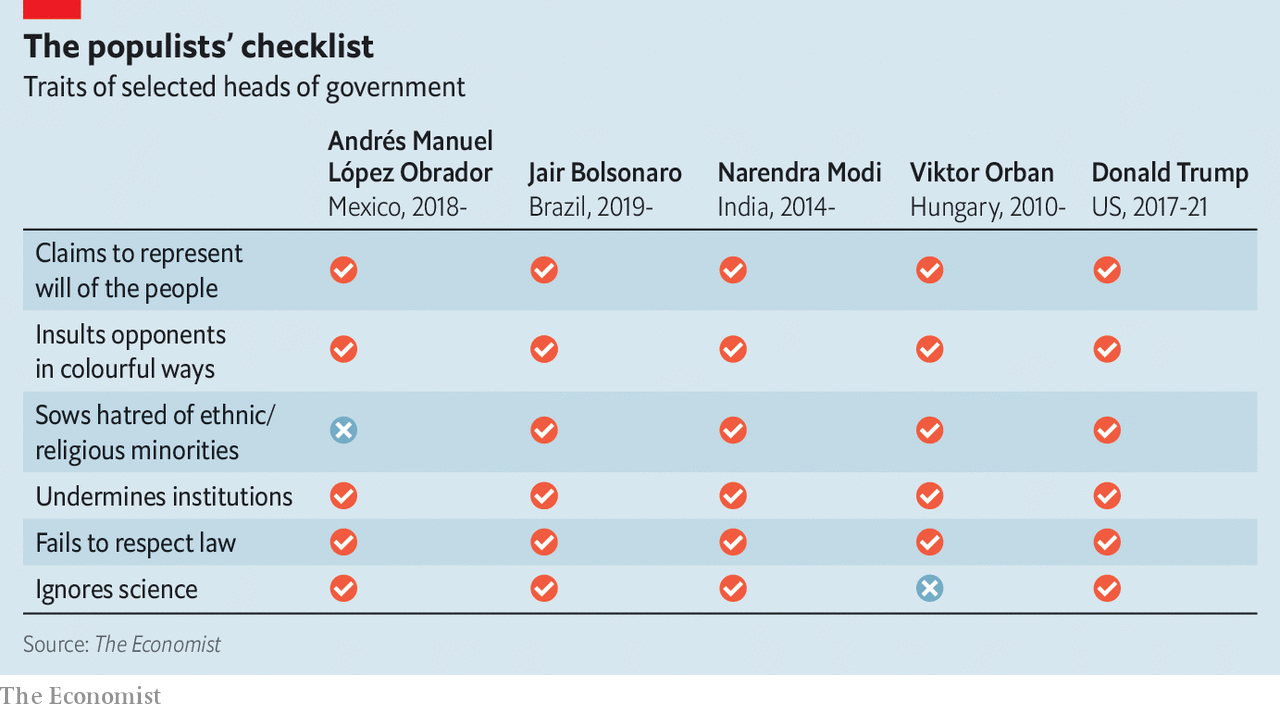 The populists’ checklist
Traits of selected heads of government
Andrés Manuel
López Obrador
Mexico, 2018-
Jair Bolsonaro
Brazil, 2019-
Narendra Modi
India, 2014-
Viktor Orban
Hungary, 2010-
Donald Trump
US, 2017-21
Claims to represent
will of the people
Insults opponents
in colourful ways
Sows hatred of ethnic/
religious minorities
Undermines institutions
Fails to respect law
Ignores science
Source: The Economist
The Economist